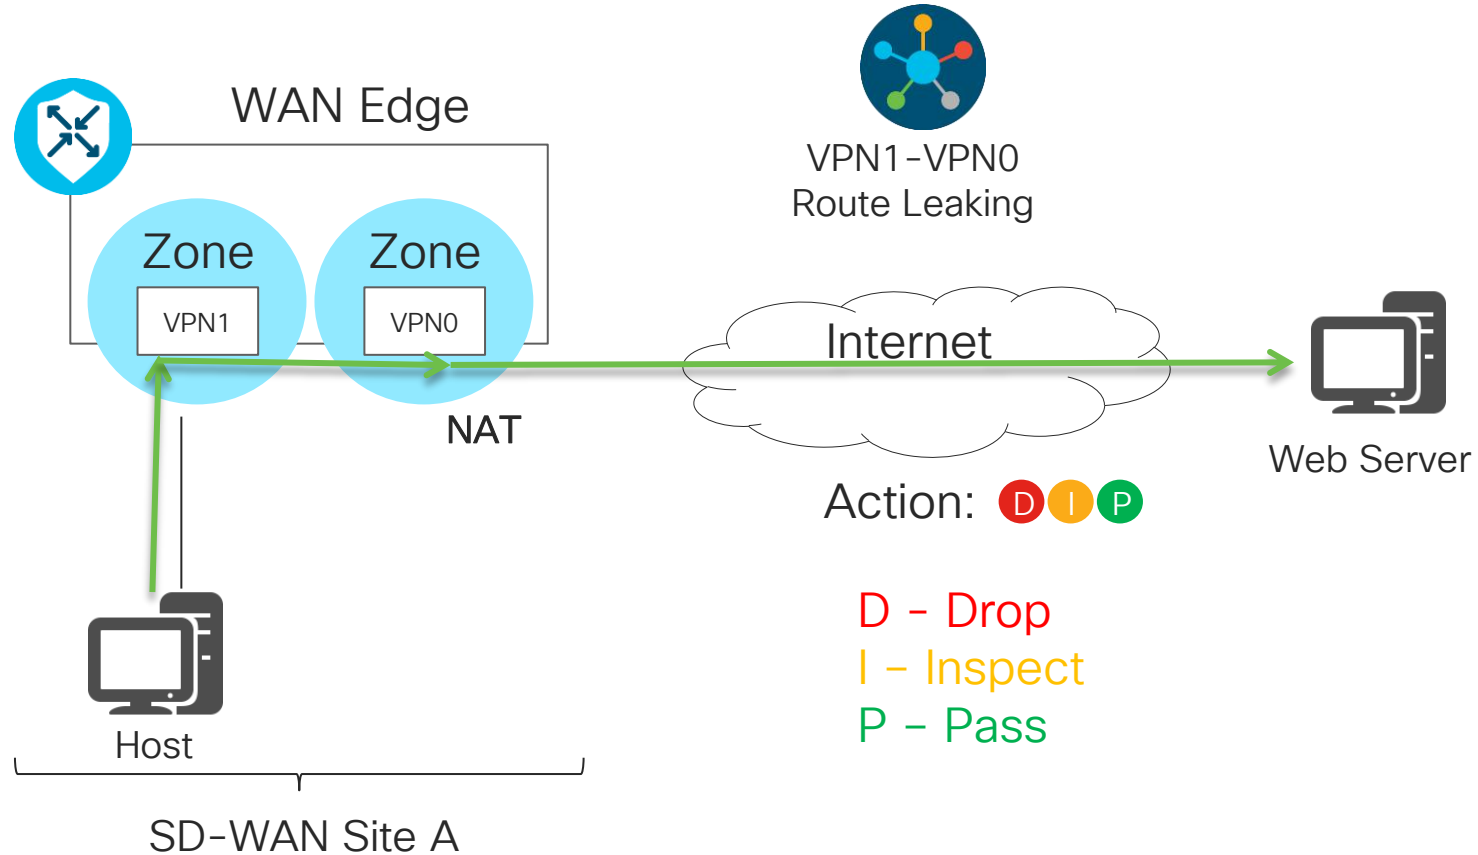 WAN Edge
VPN1-VPN0
Route Leaking
Zone
Zone
VPN1
VPN0
Internet
NAT
Web Server
Action: D I P
D - Drop
I – Inspect
P – Pass
Host
SD-WAN Site A